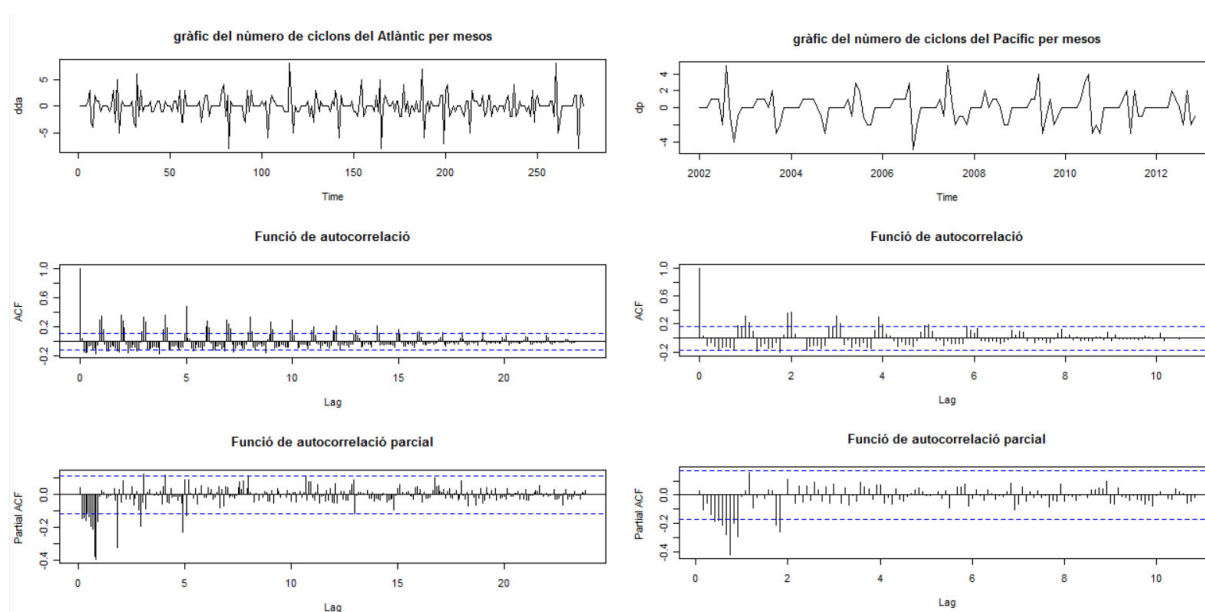 gràfic del nùmero de ciclons del Atlàntic per mesos
dda
-5 0 5
0 50 100 150 200 250
Time
Funció de autocorrelació
ACF
-0.2 0.2 0.6 1.0
0 5 10 15 20
Lag
Funció de autocorrelació parcial
Partial ACF
-0.4 -0.2 0.0
0 5 10 15 20
Lag
gràfic del nùmero de ciclons del Pacífic per mesos
dp
-4 0 2 4
2002 2004 2006 2008 2010 2012
Time
Funció de autocorrelació
ACF
-0.2 0.2 0.6 1.0
0 2 4 6 8 10
Lag
Funció de autocorrelació parcial
Partial ACF
-0.4 -0.2 0.0
0 2 4 6 8 10
Lag